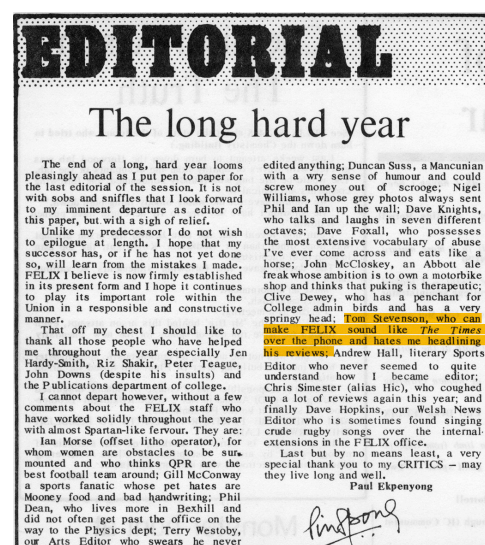 EDITORIAL
The long hard year
The end of a long, hard year looms
pleasingly ahead as I put pen to paper for
the last editorial of the session. It is not
with sobs and sniffles that I look forward
to my imminent departure as editor of
this paper, but with a sigh of relief.
Unlike my predecessor I do not wish
to epilogue at length. I hope that my
successor has, or if he has not yet done
so, will learn from the mistakes I made.
FELIX I believe is now firmly established
in its present form and I hope it continues
to play its important role within the
Union in a responsible and constructive
manner.
That off my chest I should like to
thank all those people who have helped
me throughout the year especially Jen
Hardy-Smith, Riz Shakir, Peter Teague,
John Downs (despite his insults) and
the Publications department of college.
I cannot depart however, without a few
comments about the FELIX staff who
have worked solidly throughout the year
with almost Spartan-like fervour. They are:
Ian Morse (offset litho operator), for
whom women are obstacles to be sur-
mounted and who thinks QPR are the
best football team around; Gill McConway
a sports fanatic whose pet hates are
Mooney food and bad handwriting; Phil
Dean, who lives more in Bexhill and
did not often get past the office on the
way to the Physics dept; Terry Westoby,
our Arts Editor who swears he never
edited anything; Duncan Suss, a Mancunian
with a wry sense of humour and could
screw money out of scrooge; Nigel
Williams, whose grey photos always sent
Phil and Ian up the wall; Dave Knights,
who talks and laughs in seven different
octaves; Dave Foxall, who possesses
the most extensive vocabulary of abuse
I've ever come across and eats like a
horse; John McCloskey, an Abbott ale
freak whose ambition is to own a motorbike
shop and thinks that puking is therapeutic;
Clive Dewey, who has a penchant for
College admin birds and has a very
springy head; Tom Stevenson, who can
make FELIX sound like The Times
over the phone and hates me headlining
his reviews; Andrew Hall, literary Sports
Editor who never seemed to quite
understand how I became editor;
Chris Simester (alias Hic), who coughed
up a lot of reviews again this year; and
finally Dave Hopkins, our Welsh News
Editor who is sometimes found singing
crude rugby songs over the internal
extensions in the FELIX office.
Last but by no means least, a very
special thank you to my CRITICS – may
they live long and well.
Paul Ekpenyong